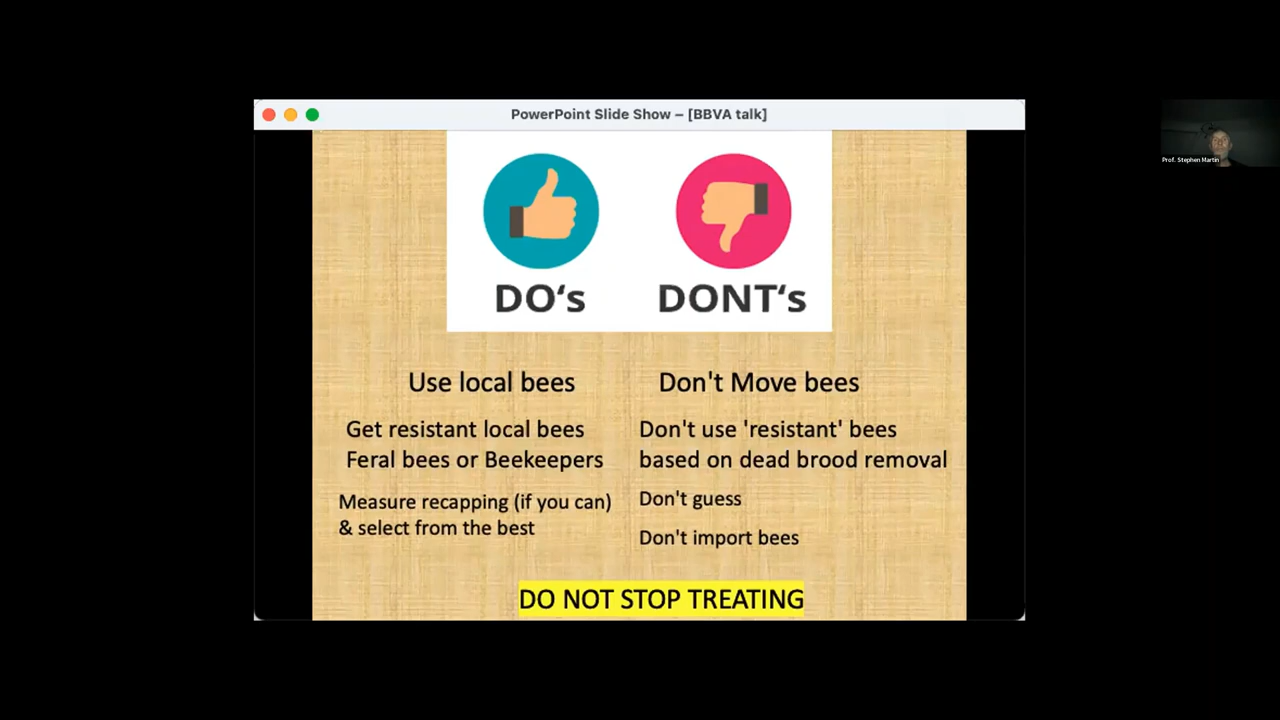 PowerPoint Slide Show – [BBVA talk]
Prof. Stephen Martin
DO‘s
DONT‘s
Use local bees
Get resistant local bees
Feral bees or Beekeepers
Measure recapping (if you can)
& select from the best
Don't Move bees
Don't use 'resistant' bees
based on dead brood removal
Don't guess
Don't import bees
DO NOT STOP TREATING